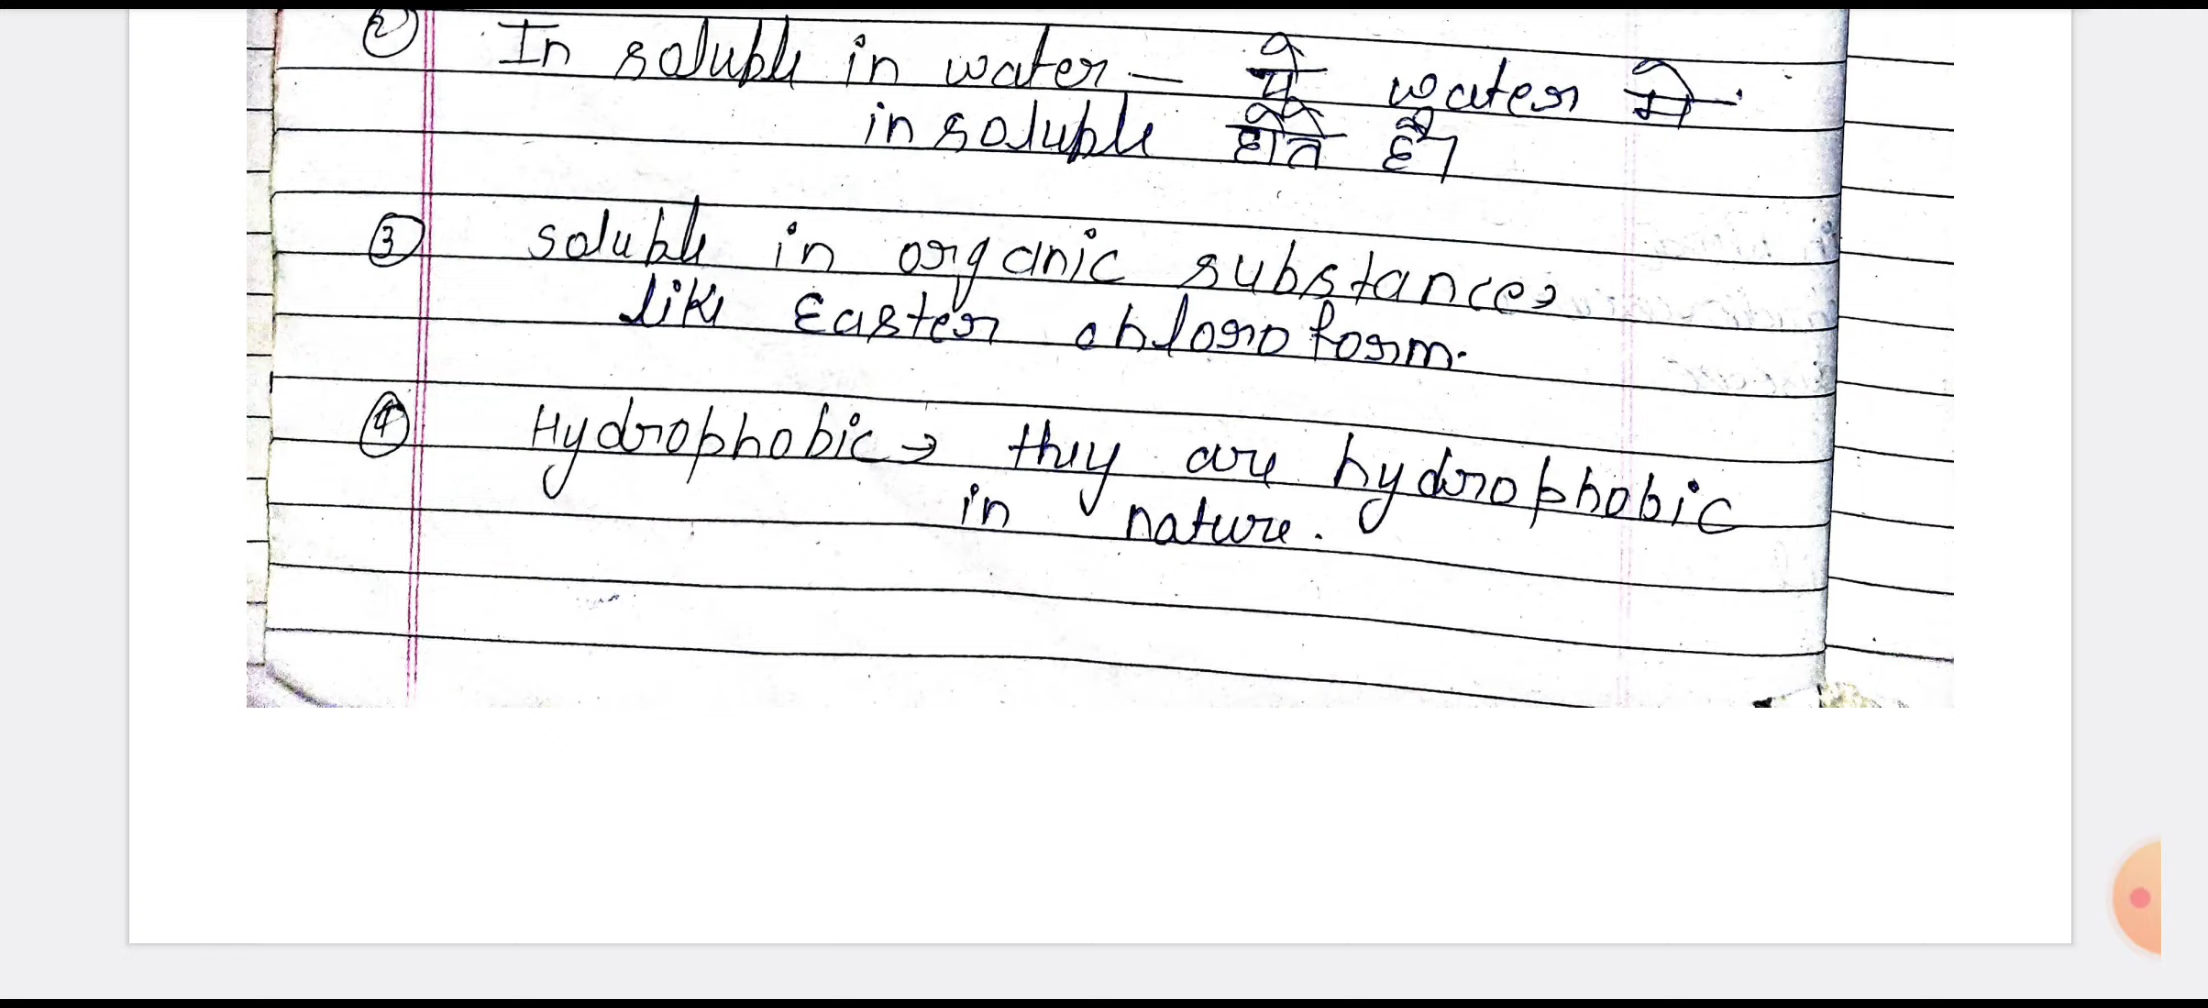 ② In soluble in water – ये water में
insoluble होते हैं।
③ soluble in organic substances
like Easter chloroform.
④ Hydrophobic → they are hydrophobic
in nature.